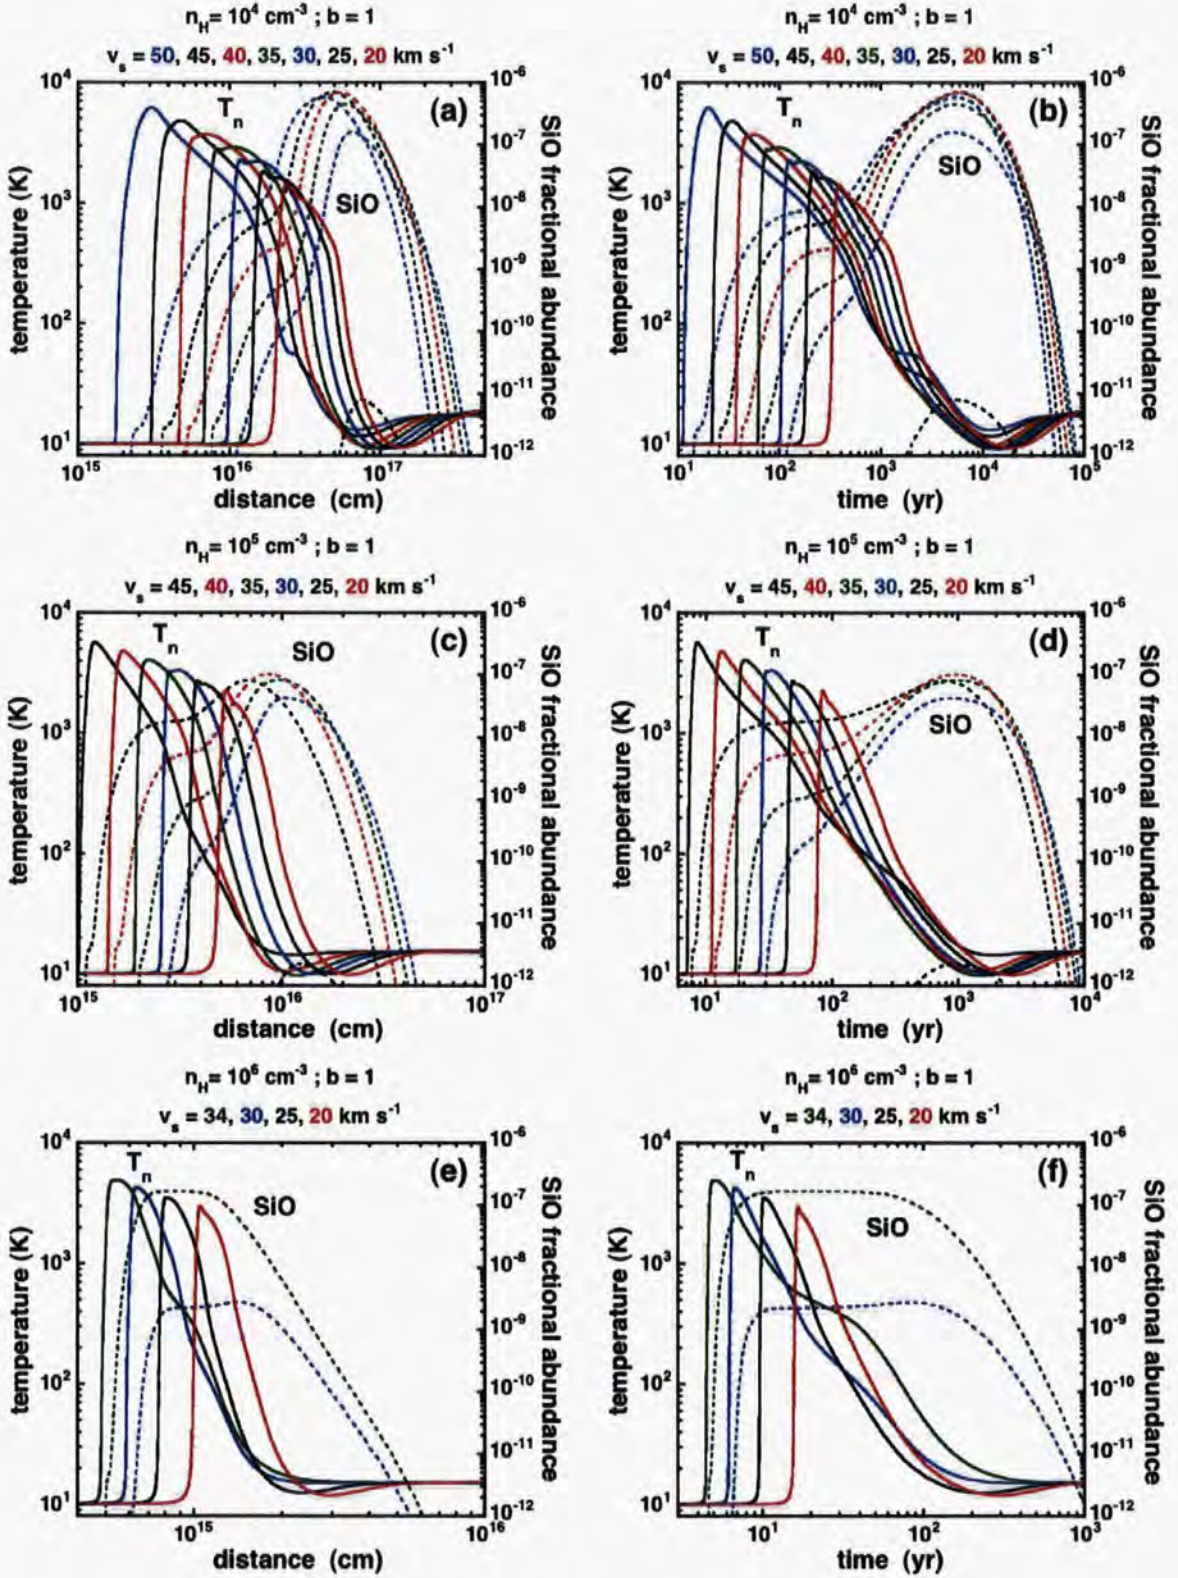 n_H= 10^4 cm^-3 ; b = 1
v_s = 50, 45, 40, 35, 30, 25, 20 km s^-1
10^4
10^3
10^2
10^1
temperature (K)
T_n
(a)
SiO
10^-6
10^-7
10^-8
10^-9
10^-10
10^-11
10^-12
SiO fractional abundance
10^15
10^16
10^17
distance (cm)
n_H= 10^4 cm^-3 ; b = 1
v_s = 50, 45, 40, 35, 30, 25, 20 km s^-1
10^4
10^3
10^2
10^1
temperature (K)
T_n
(b)
SiO
10^-6
10^-7
10^-8
10^-9
10^-10
10^-11
10^-12
SiO fractional abundance
10^1
10^2
10^3
10^4
10^5
time (yr)
n_H= 10^5 cm^-3 ; b = 1
v_s = 45, 40, 35, 30, 25, 20 km s^-1
10^4
10^3
10^2
10^1
temperature (K)
T_n
SiO
(c)
10^-6
10^-7
10^-8
10^-9
10^-10
10^-11
10^-12
SiO fractional abundance
10^15
10^16
10^17
distance (cm)
n_H= 10^5 cm^-3 ; b = 1
v_s = 45, 40, 35, 30, 25, 20 km s^-1
10^4
10^3
10^2
10^1
temperature (K)
T_n
(d)
SiO
10^-6
10^-7
10^-8
10^-9
10^-10
10^-11
10^-12
SiO fractional abundance
10^1
10^2
10^3
10^4
time (yr)
n_H= 10^6 cm^-3 ; b = 1
v_s = 34, 30, 25, 20 km s^-1
10^4
10^3
10^2
10^1
temperature (K)
T_n
(e)
SiO
10^-6
10^-7
10^-8
10^-9
10^-10
10^-11
10^-12
SiO fractional abundance
10^15
10^16
distance (cm)
n_H= 10^6 cm^-3 ; b = 1
v_s = 34, 30, 25, 20 km s^-1
10^4
10^3
10^2
10^1
temperature (K)
T_n
(f)
SiO
10^-6
10^-7
10^-8
10^-9
10^-10
10^-11
10^-12
SiO fractional abundance
10^1
10^2
10^3
time (yr)